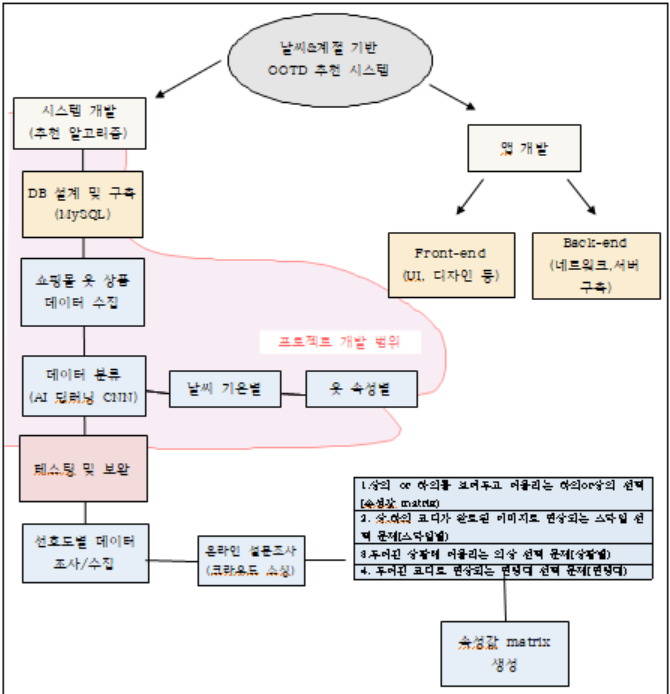 날씨&계절 기반
OOTD 추천 시스템
시스템 개발
(추천 알고리즘)
앱 개발
DB 설계 및 구축
(MySQL)
Front-end
(UI, 디자인 등)
Back-end
(네트워크,서버
구축)
쇼핑몰 옷 상품
데이터 수집
프로젝트 개발 범위
데이터 분류
(AI 딥러닝 CNN)
날씨 기온별
옷 속성별
테스팅 및 보완
선호도별 데이터
조사/수집
온라인 설문조사
(크라우드 소싱)
1.상의 or 하의를 보여주고 어울리는 하의or상의 선택
[속성값 matrix]
2. 상,하의 코디가 완료된 이미지로 연상되는 스타일 선
택 문제[스타일별]
3.주어진 상황에 어울리는 의상 선택 문제[상황별]
4. 주어진 코디로 연상되는 연령대 선택 문제[연령대]
속성값 matrix
생성